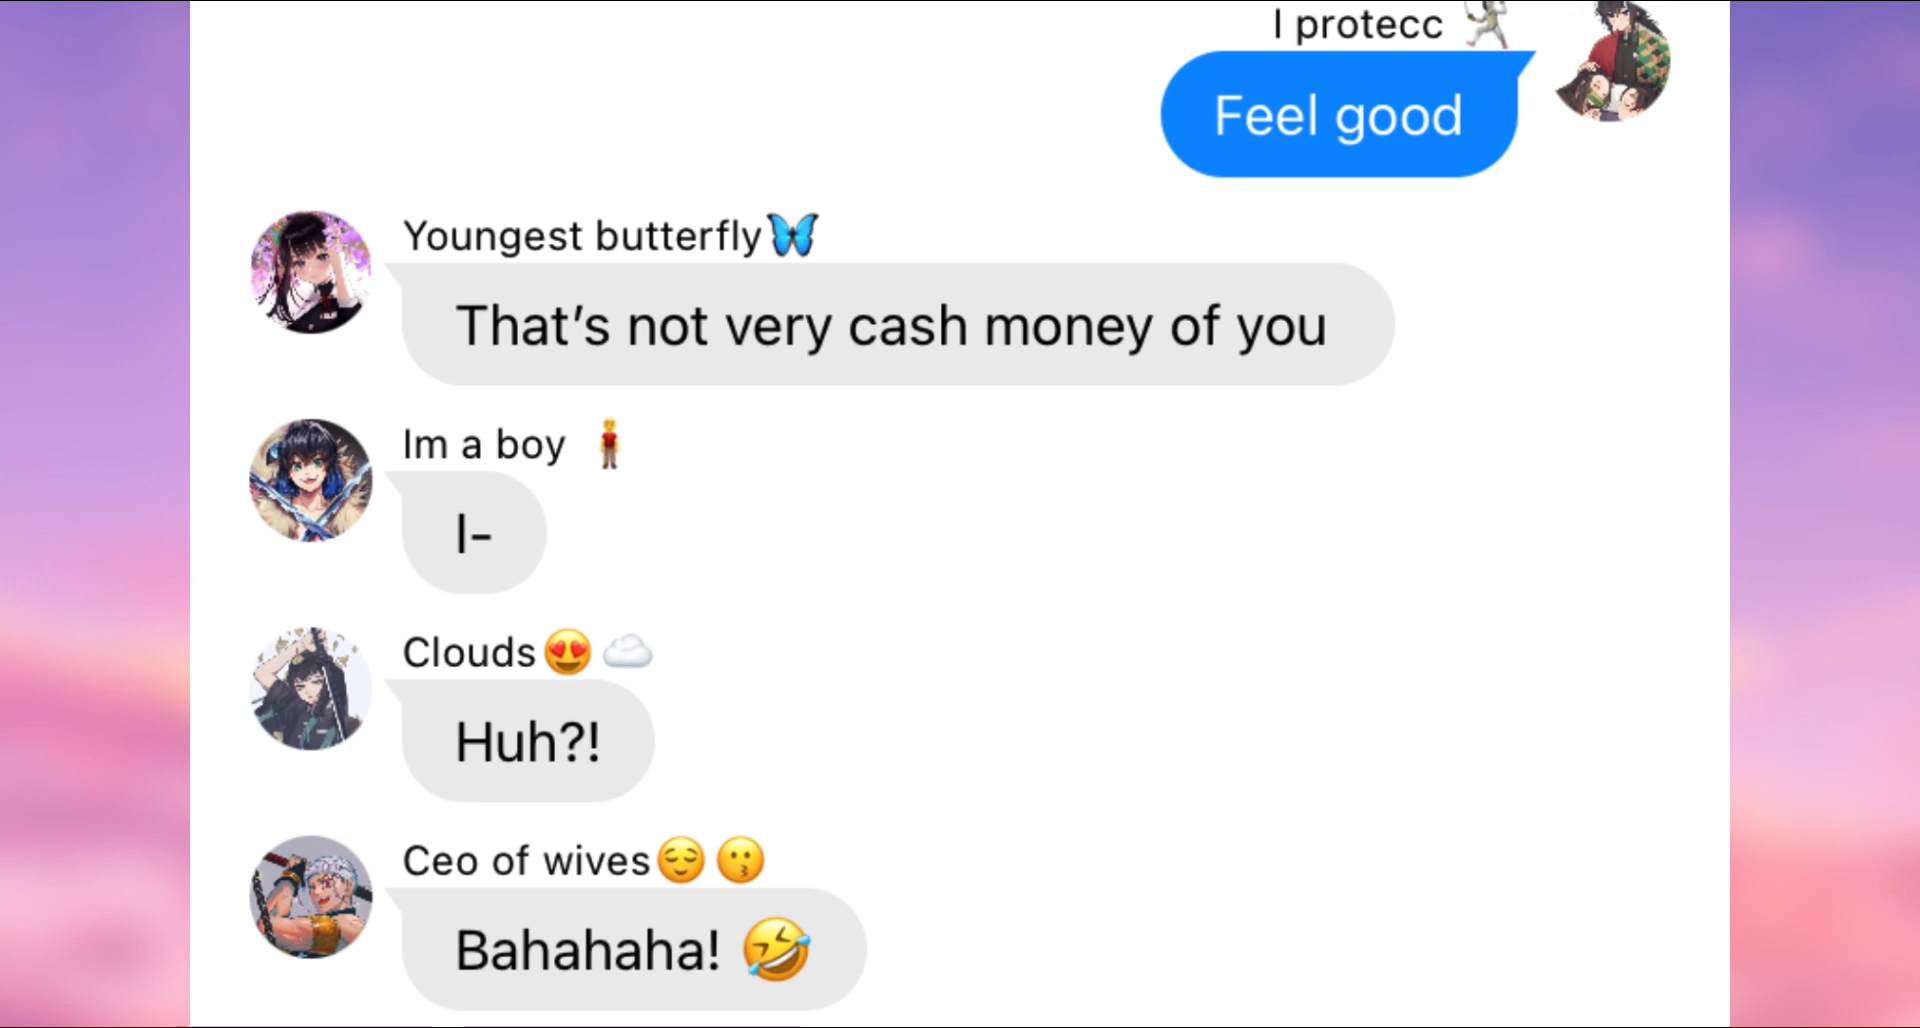 I protecc
Feel good
Youngest butterfly🦋
That’s not very cash money of you
Im a boy 🧍‍♂️
I-
Clouds😍☁️
Huh?!
Ceo of wives😌😗
Bahahaha! 🤣